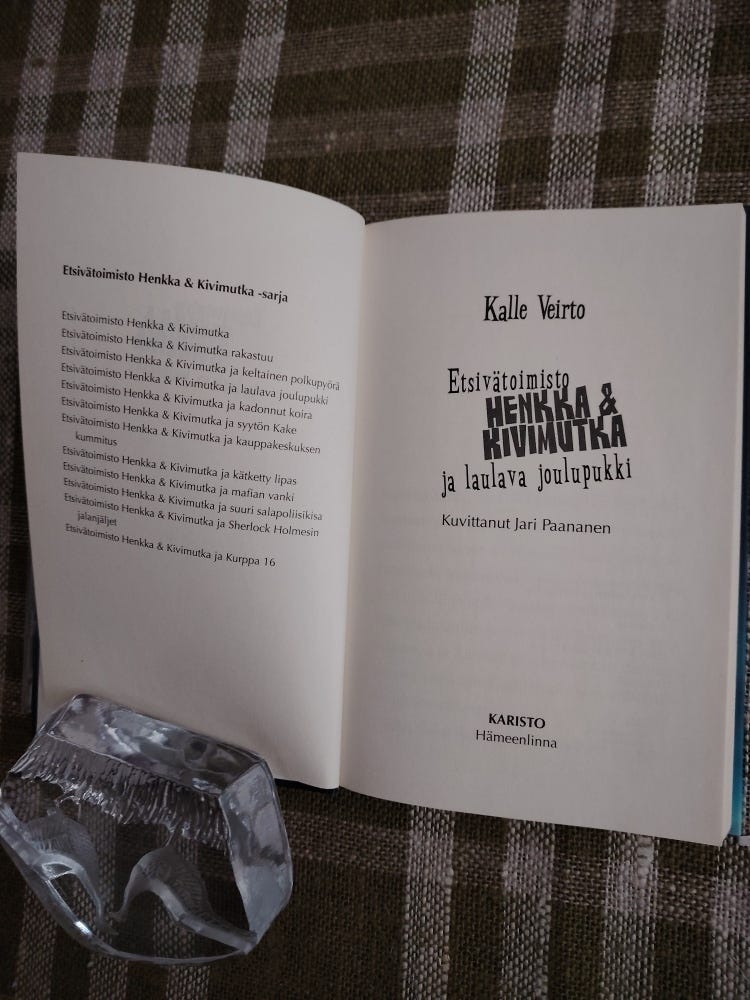 Etsivätoimisto Henkka & Kivimutka -sarja
Etsivätoimisto Henkka & Kivimutka
Etsivätoimisto Henkka & Kivimutka rakastuu
Etsivätoimisto Henkka & Kivimutka ja keltainen polkupyörä
Etsivätoimisto Henkka & Kivimutka ja laulava joulupukki
Etsivätoimisto Henkka & Kivimutka ja kadonnut koira
Etsivätoimisto Henkka & Kivimutka ja syytön Kake
Etsivätoimisto Henkka & Kivimutka ja kauppakeskuksen
kummitus
Etsivätoimisto Henkka & Kivimutka ja kätketty lipas
Etsivätoimisto Henkka & Kivimutka ja mafian vanki
Etsivätoimisto Henkka & Kivimutka ja suuri salapoliisikisa
Etsivätoimisto Henkka & Kivimutka ja Sherlock Holmesin
jalanjäljet
Etsivätoimisto Henkka & Kivimutka ja Kurppa 16
Kalle Veirto
Etsivätoimisto
HENKKA &
KIVIMUTKA
ja laulava joulupukki
Kuvittanut Jari Paananen
KARISTO
Hämeenlinna